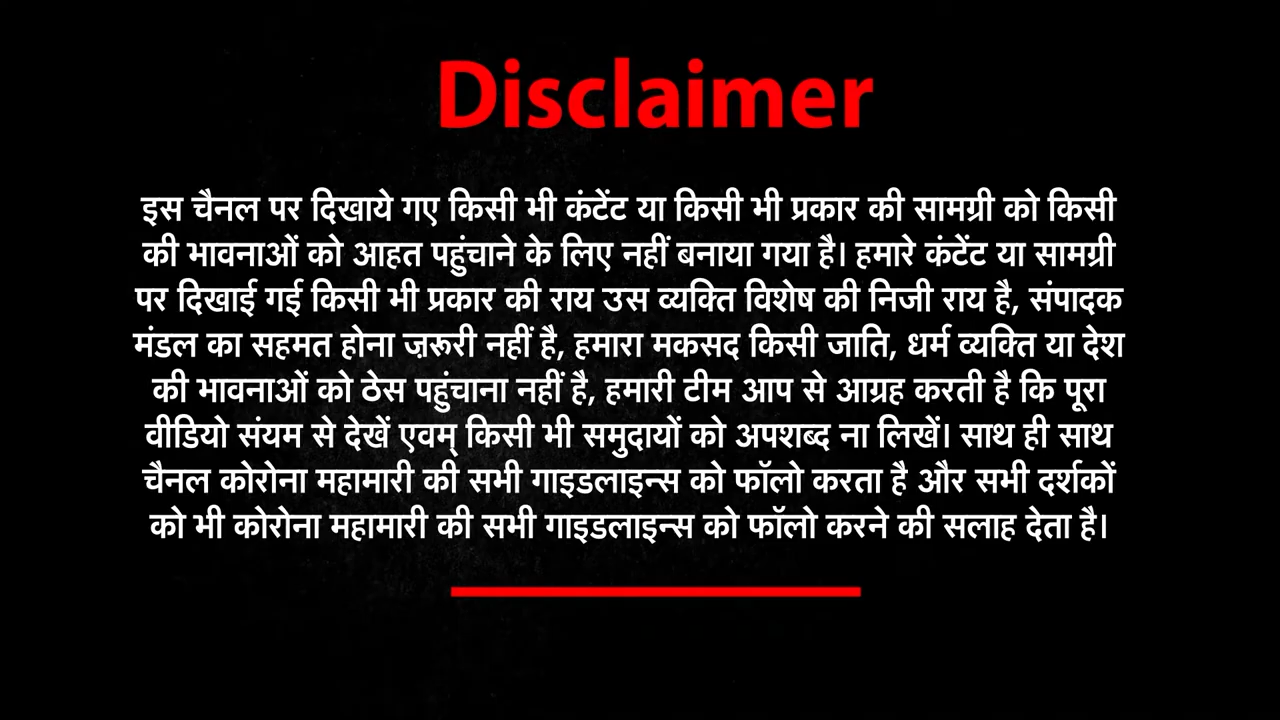 Disclaimer
इस चैनल पर दिखाये गए किसी भी कंटेंट या किसी भी प्रकार की सामग्री को किसी
की भावनाओं को आहत पहुंचाने के लिए नहीं बनाया गया है। हमारे कंटेंट या सामग्री
पर दिखाई गई किसी भी प्रकार की राय उस व्यक्ति विशेष की निजी राय है, संपादक
मंडल का सहमत होना ज़रूरी नहीं है, हमारा मकसद किसी जाति, धर्म व्यक्ति या देश
की भावनाओं को ठेस पहुंचाना नहीं है, हमारी टीम आप से आग्रह करती है कि पूरा
वीडियो संयम से देखें एवम् किसी भी समुदायों को अपशब्द ना लिखें। साथ ही साथ
चैनल कोरोना महामारी की सभी गाइडलाइन्स को फॉलो करता है और सभी दर्शकों
को भी कोरोना महामारी की सभी गाइडलाइन्स को फॉलो करने की सलाह देता है।